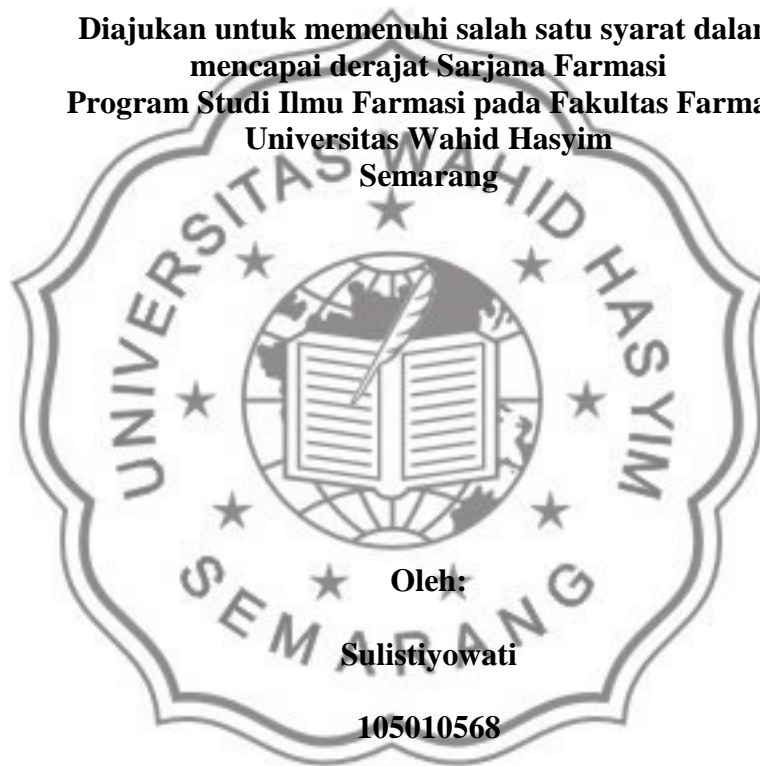 Diajukan untuk memenuhi salah satu syarat dalam
mencapai derajat Sarjana Farmasi
Program Studi Ilmu Farmasi pada Fakultas Farma
Universitas Wahid Hasyim
Semarang
UNIVERSITAS WAHID HASYIM
Oleh:
SEMARANG
Sulistiyowati
105010568